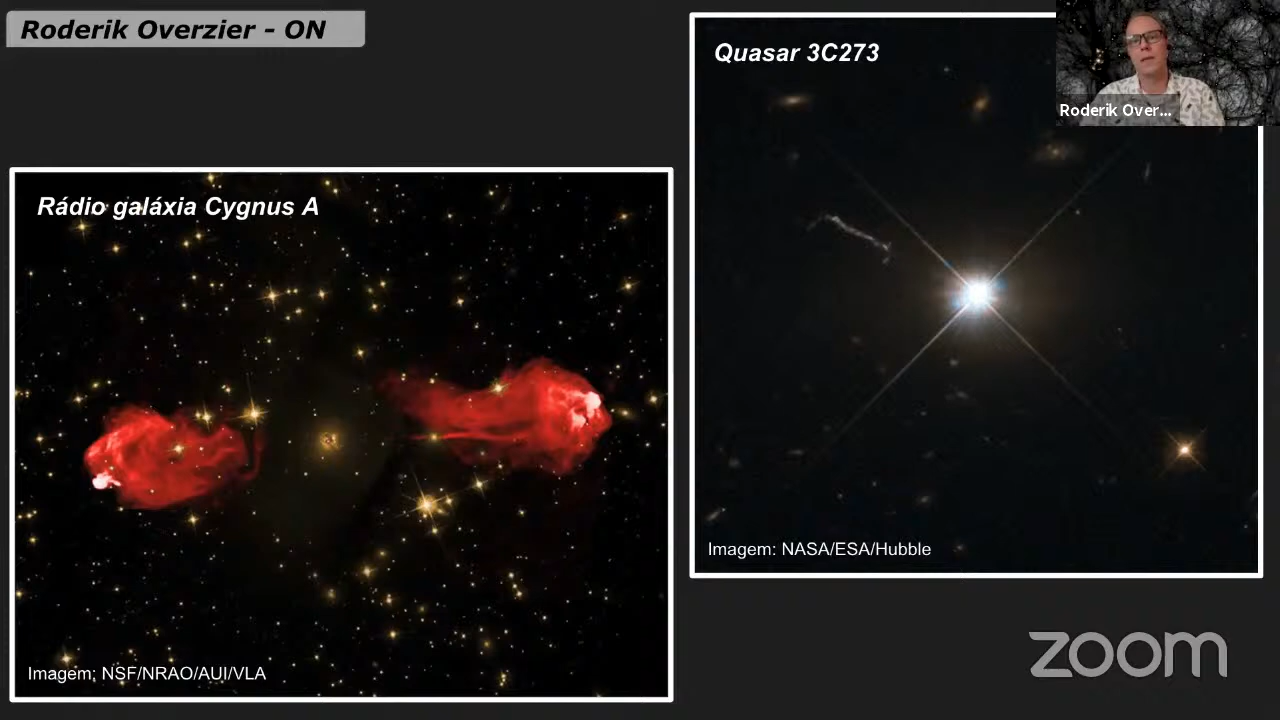 Roderik Overzier - ON
Quasar 3C273
Roderik Over...
Rádio galáxia Cygnus A
Imagem: NASA/ESA/Hubble
Imagem; NSF/NRAO/AUI/VLA
zoom